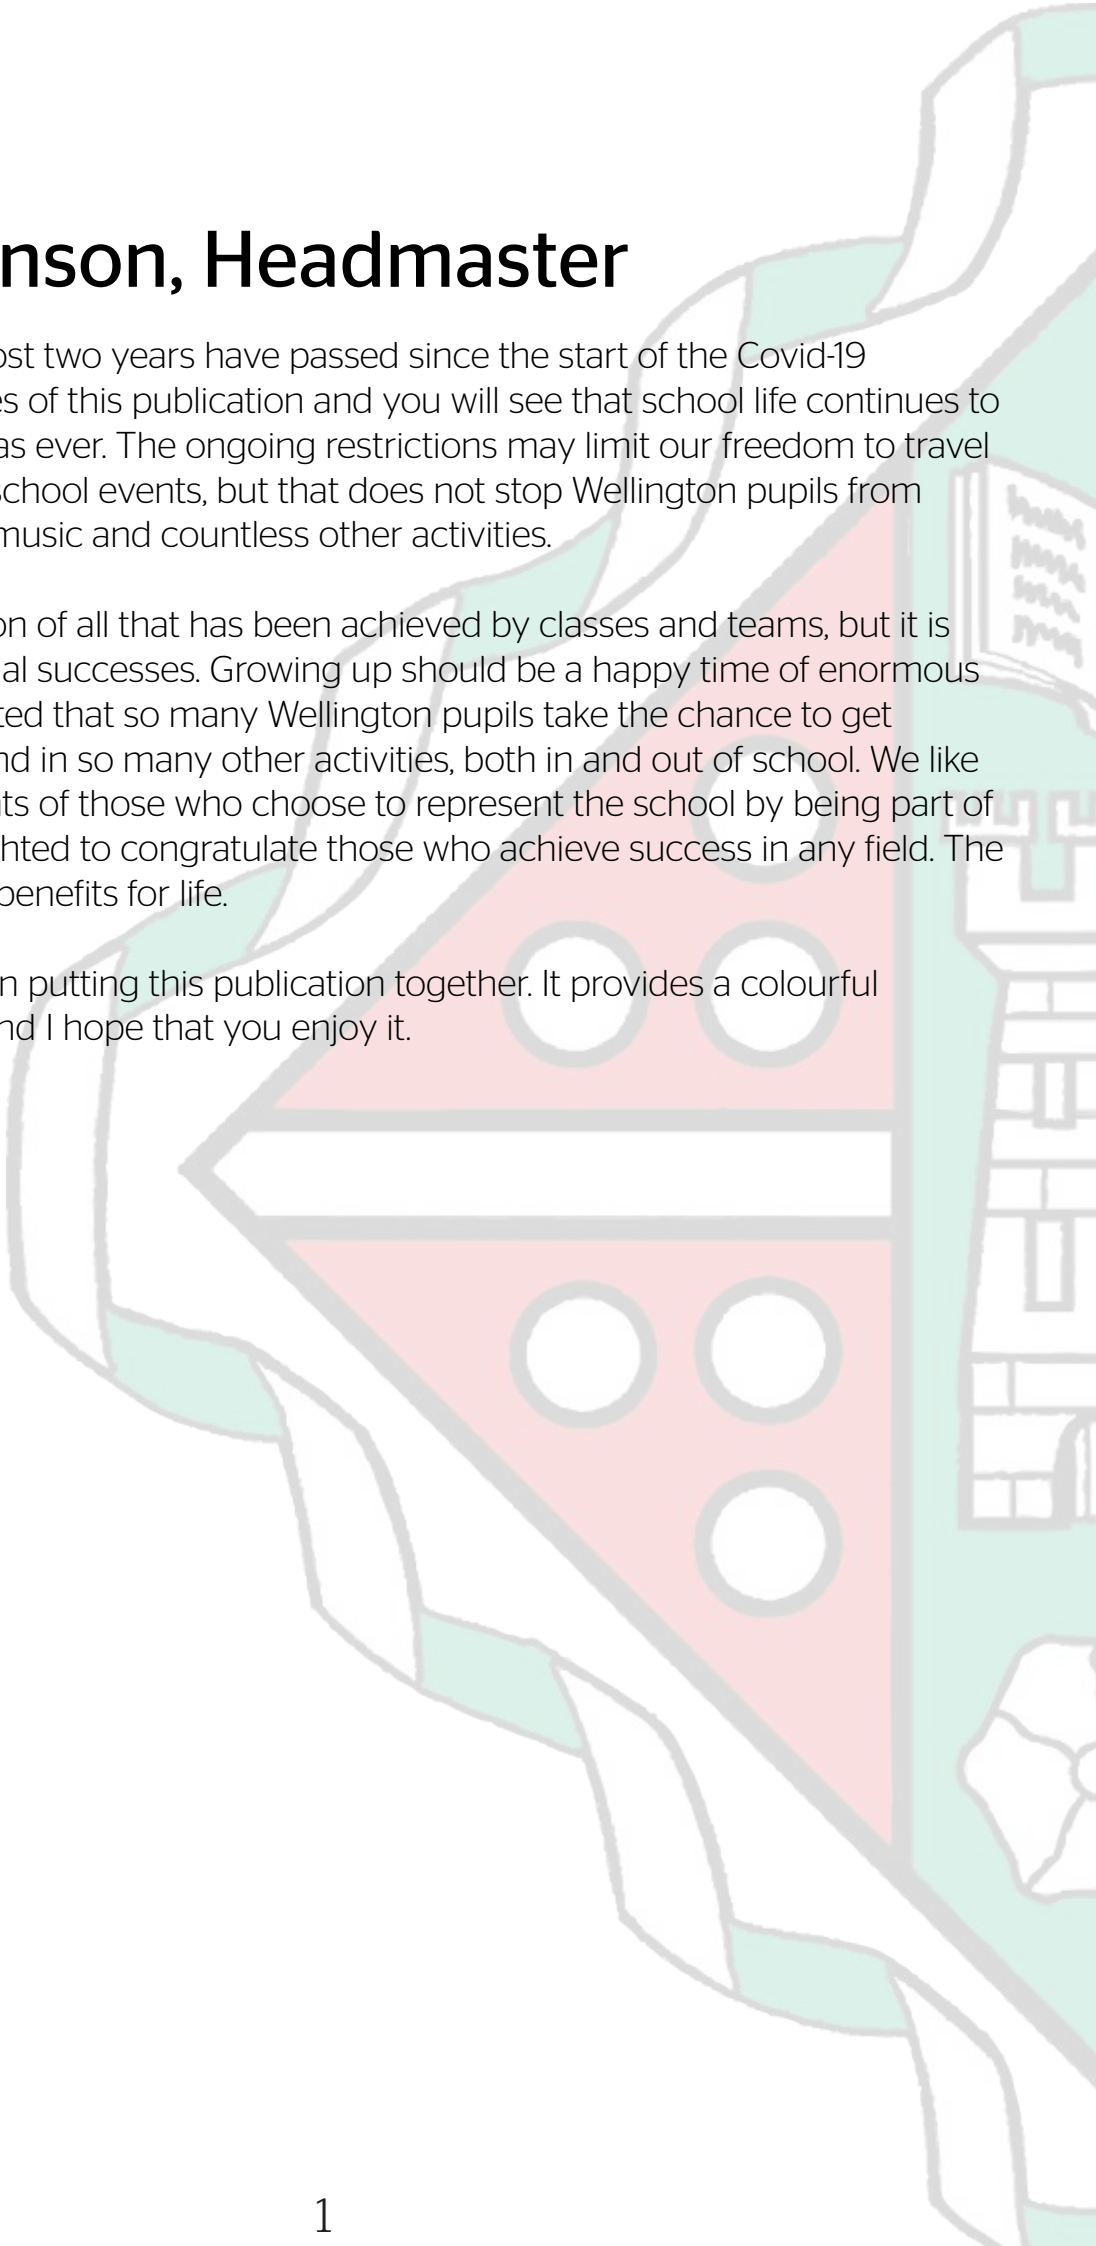 nson, Headmaster
ost two years have passed since the start of the Covid-19
es of this publication and you will see that school life continues to
as ever. The ongoing restrictions may limit our freedom to travel
school events, but that does not stop Wellington pupils from
music and countless other activities.
on of all that has been achieved by classes and teams, but it is
al successes. Growing up should be a happy time of enormous
ted that so many Wellington pupils take the chance to get
nd in so many other activities, both in and out of school. We like
nts of those who choose to represent the school by being part of
ghted to congratulate those who achieve success in any field. The
benefits for life.
n putting this publication together. It provides a colourful
nd I hope that you enjoy it.
1